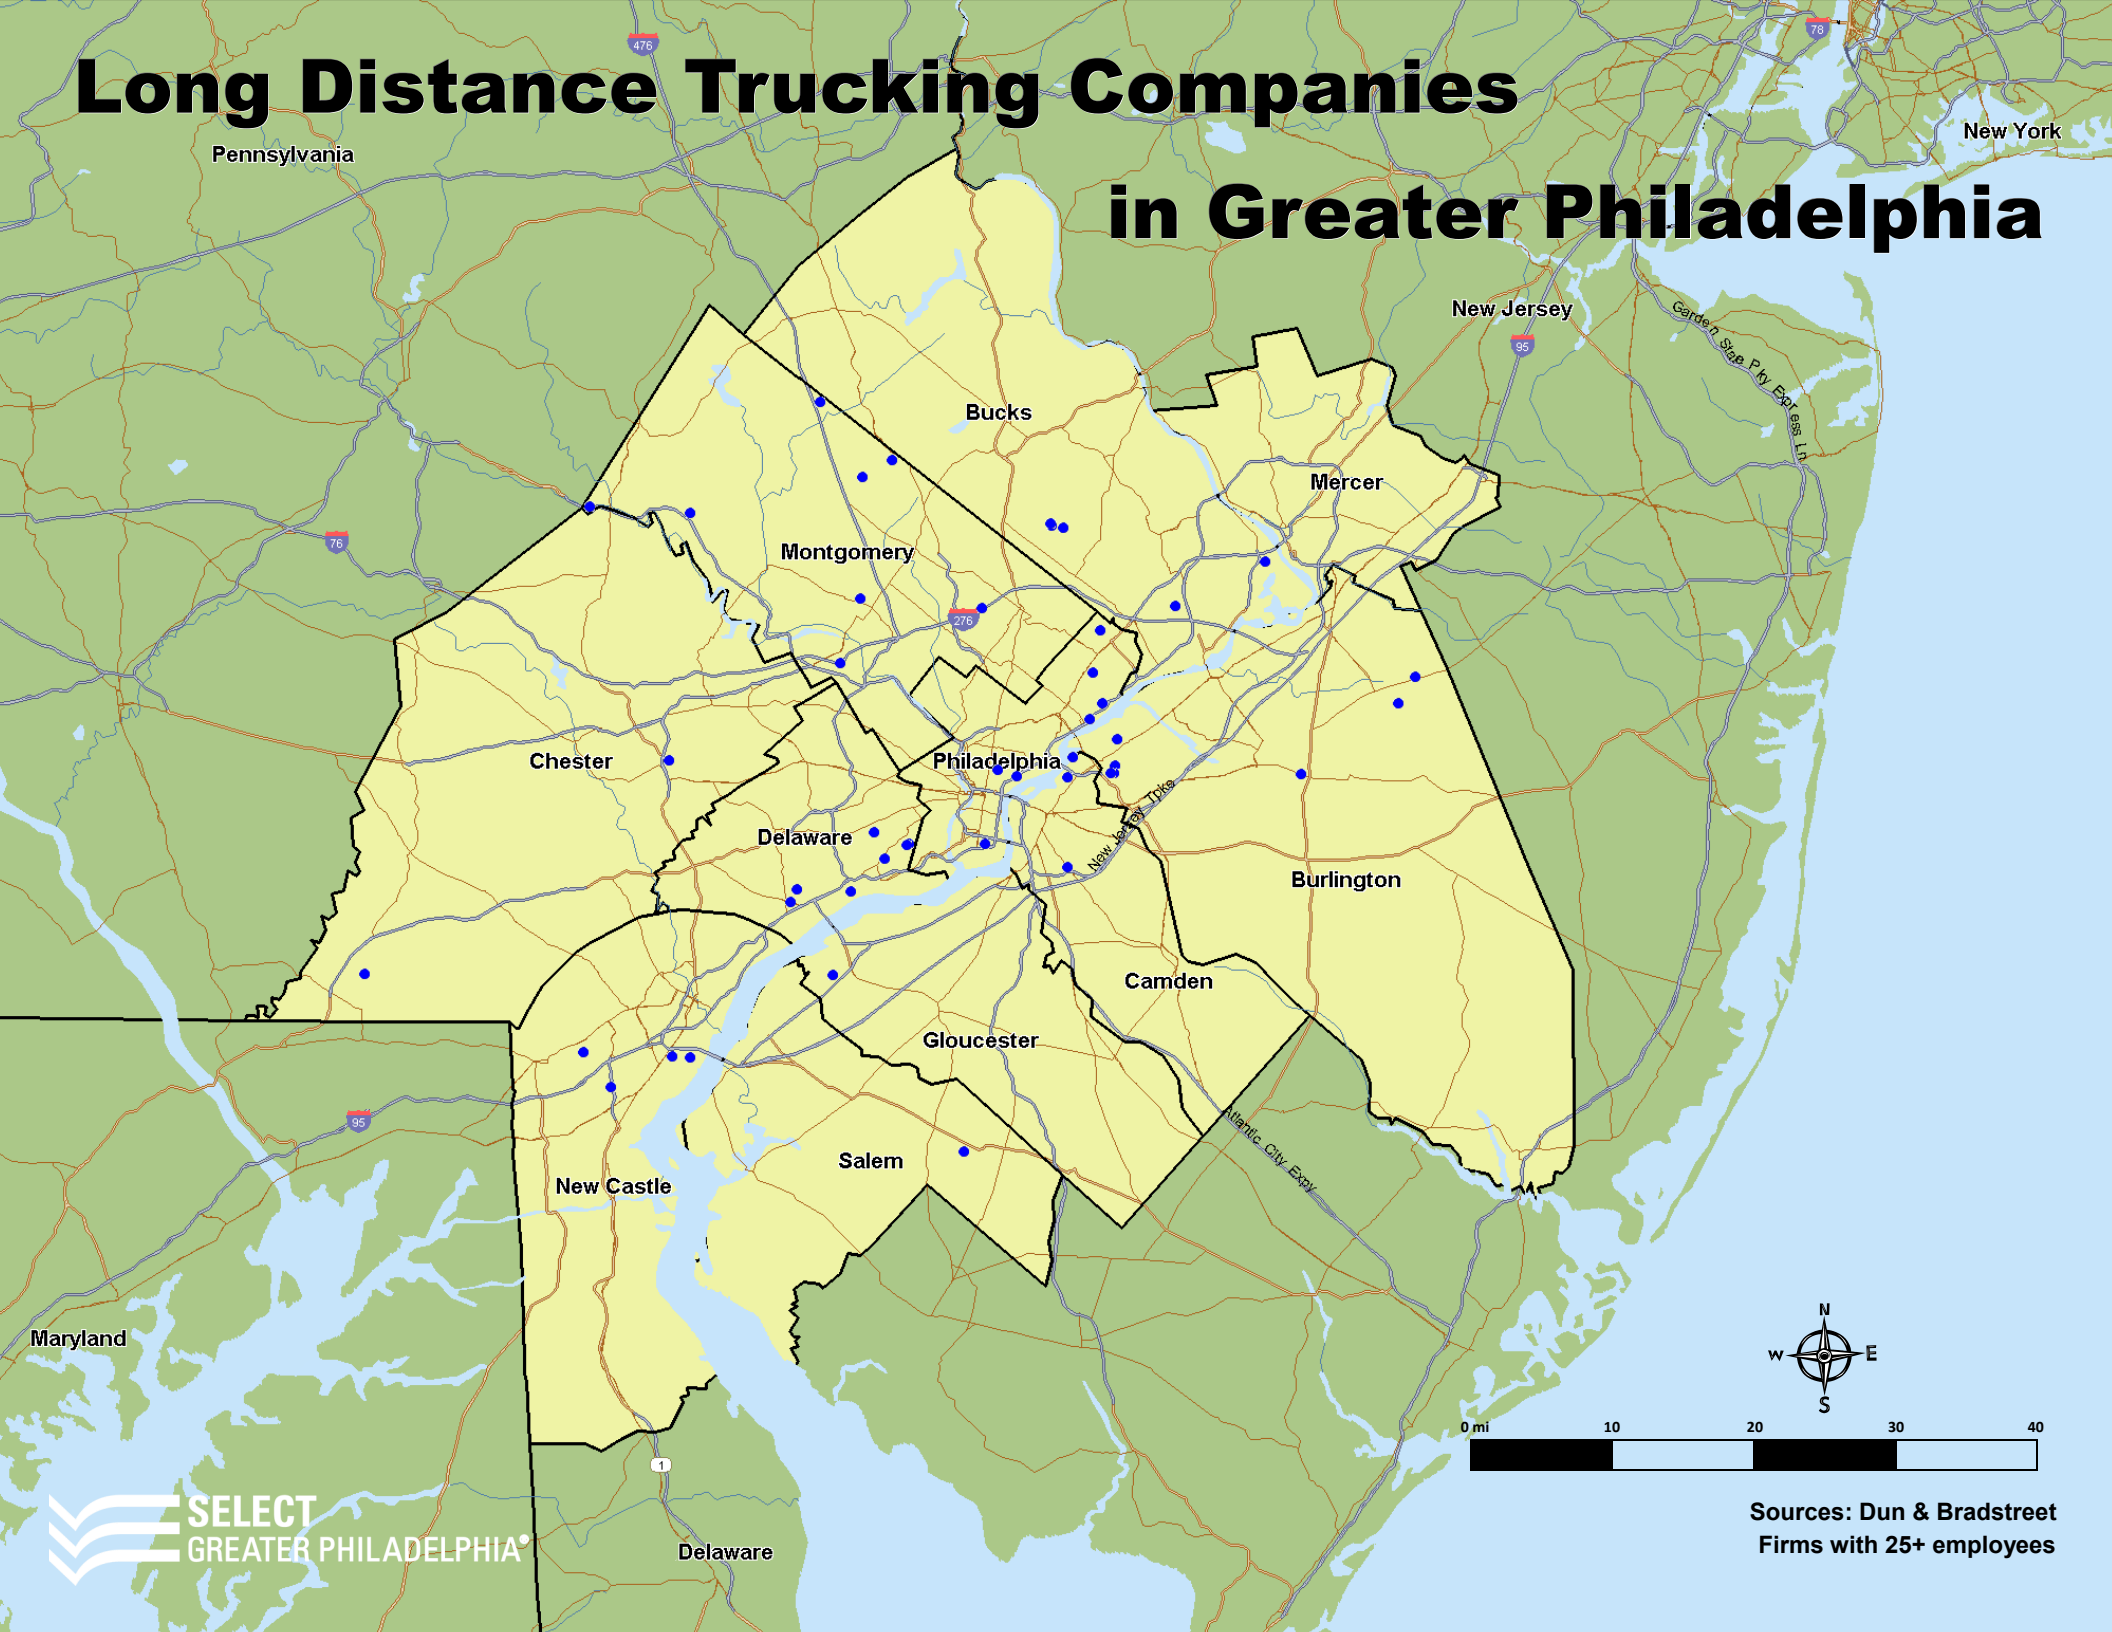 Long Distance Trucking Companies
in Greater Philadelphia
476
78
New York
Pennsylvania
New Jersey
95
Garden State Pky Express Ln
Bucks
Mercer
76
Montgomery
276
Chester
Philadelphia
New Jersey Tpke
Delaware
Burlington
Camden
Gloucester
95
Atlantic City Expy
Salem
New Castle
Maryland
N
W E
S
0 mi 10 20 30 40
1
SELECT
GREATER PHILADELPHIA
Delaware
Sources: Dun & Bradstreet
Firms with 25+ employees